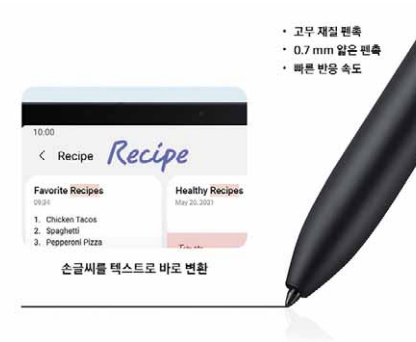 • 고무 재질 펜촉
• 0.7 mm 얇은 펜촉
• 빠른 반응 속도
10:00
< Recipe Recipe
Favorite Recipes
09:24
1. Chicken Tacos
2. Spaghetti
3. Pepperoni Pizza
Healthy Recipes
May 20, 2021
손글씨를 텍스트로 바로 변환